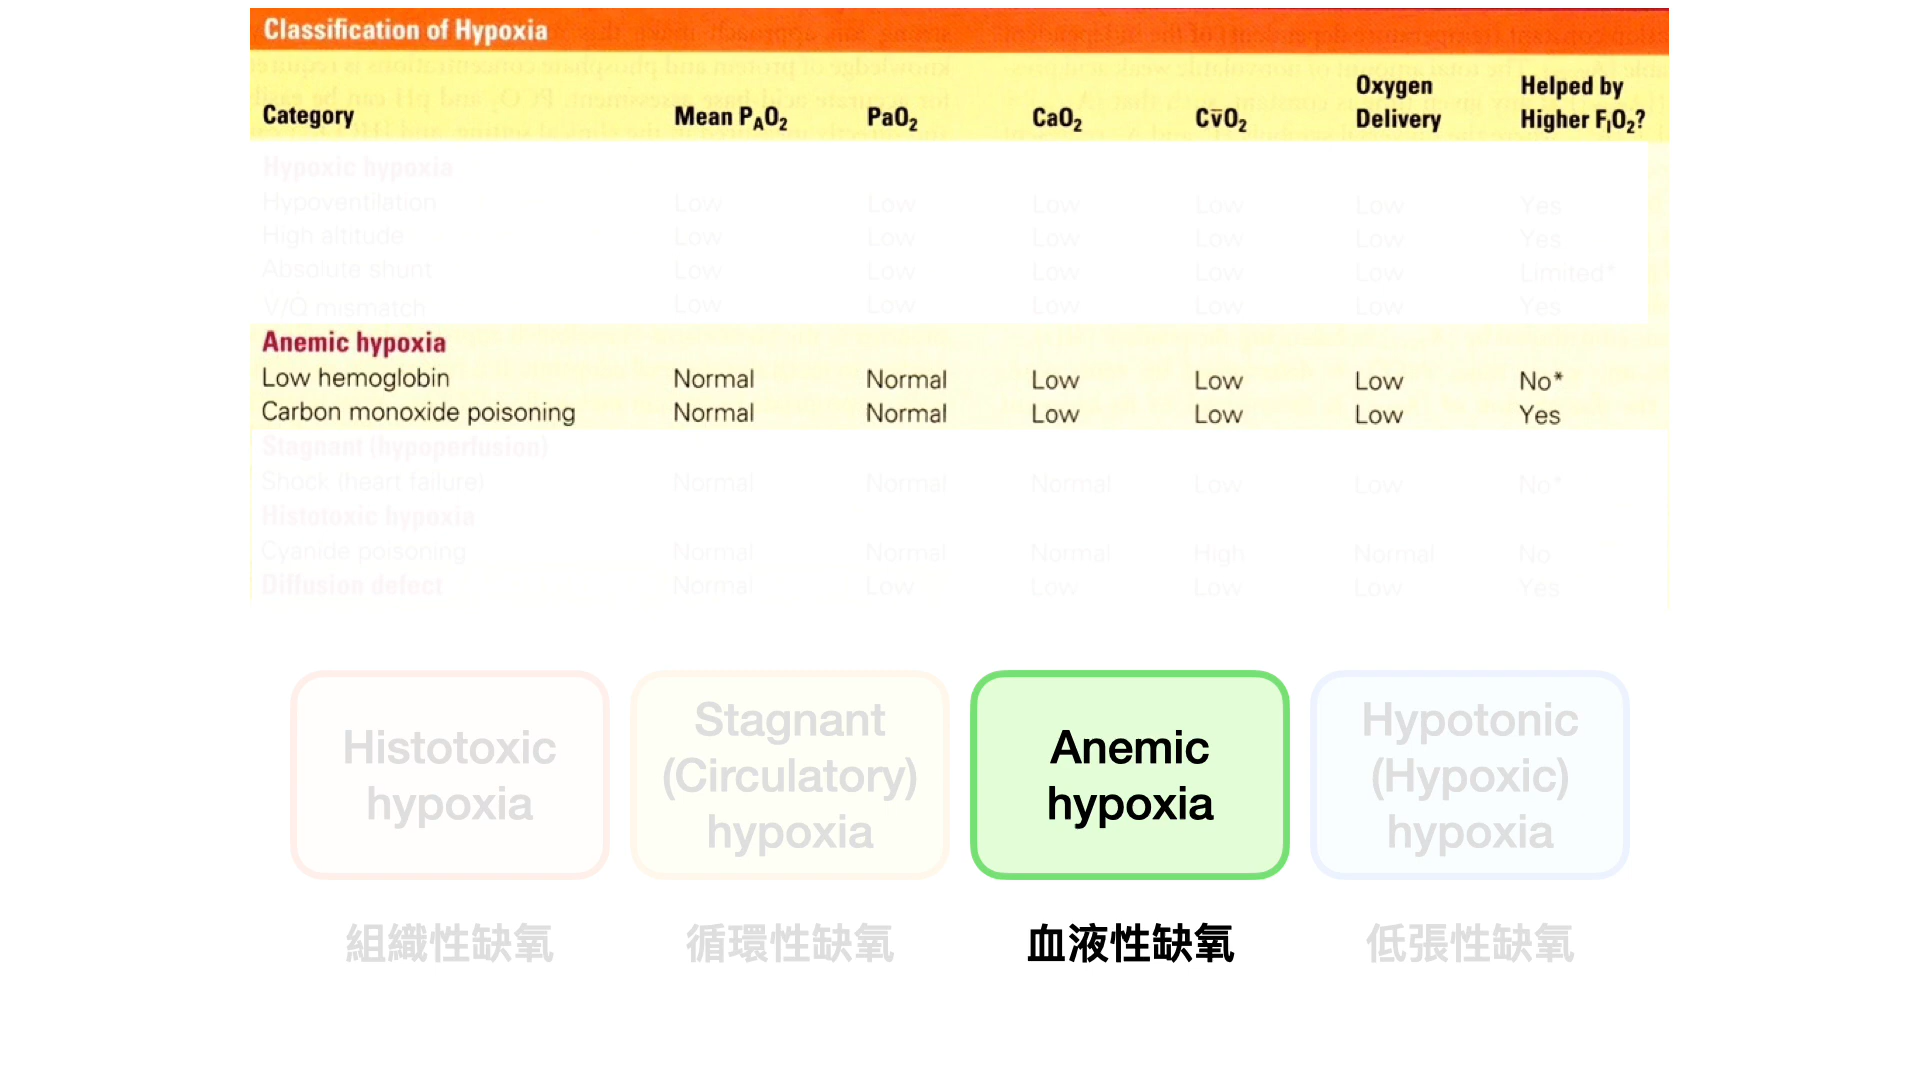 Classification of Hypoxia
Category Mean PAO2 PaO2 CaO2 Cv̄O2 Oxygen Delivery Helped by Higher FIO2?
Hypoxic hypoxia
Hypoventilation Low Low Low Low Low Yes
High altitude Low Low Low Low Low Yes
Absolute shunt Low Low Low Low Low Limited*
V̇/Q̇ mismatch Low Low Low Low Low Yes
Anemic hypoxia
Low hemoglobin Normal Normal Low Low Low No*
Carbon monoxide poisoning Normal Normal Low Low Low Yes
Stagnant (hypoperfusion)
Shock (heart failure) Normal Normal Normal Low Low No*
Histotoxic hypoxia
Cyanide poisoning Normal Normal Normal High Normal No
Diffusion defect Normal Low Low Low Low Yes
Histotoxic
hypoxia
Stagnant
(Circulatory)
hypoxia
Anemic
hypoxia
Hypotonic
(Hypoxic)
hypoxia
組織性缺氧
循環性缺氧
血液性缺氧
低張性缺氧